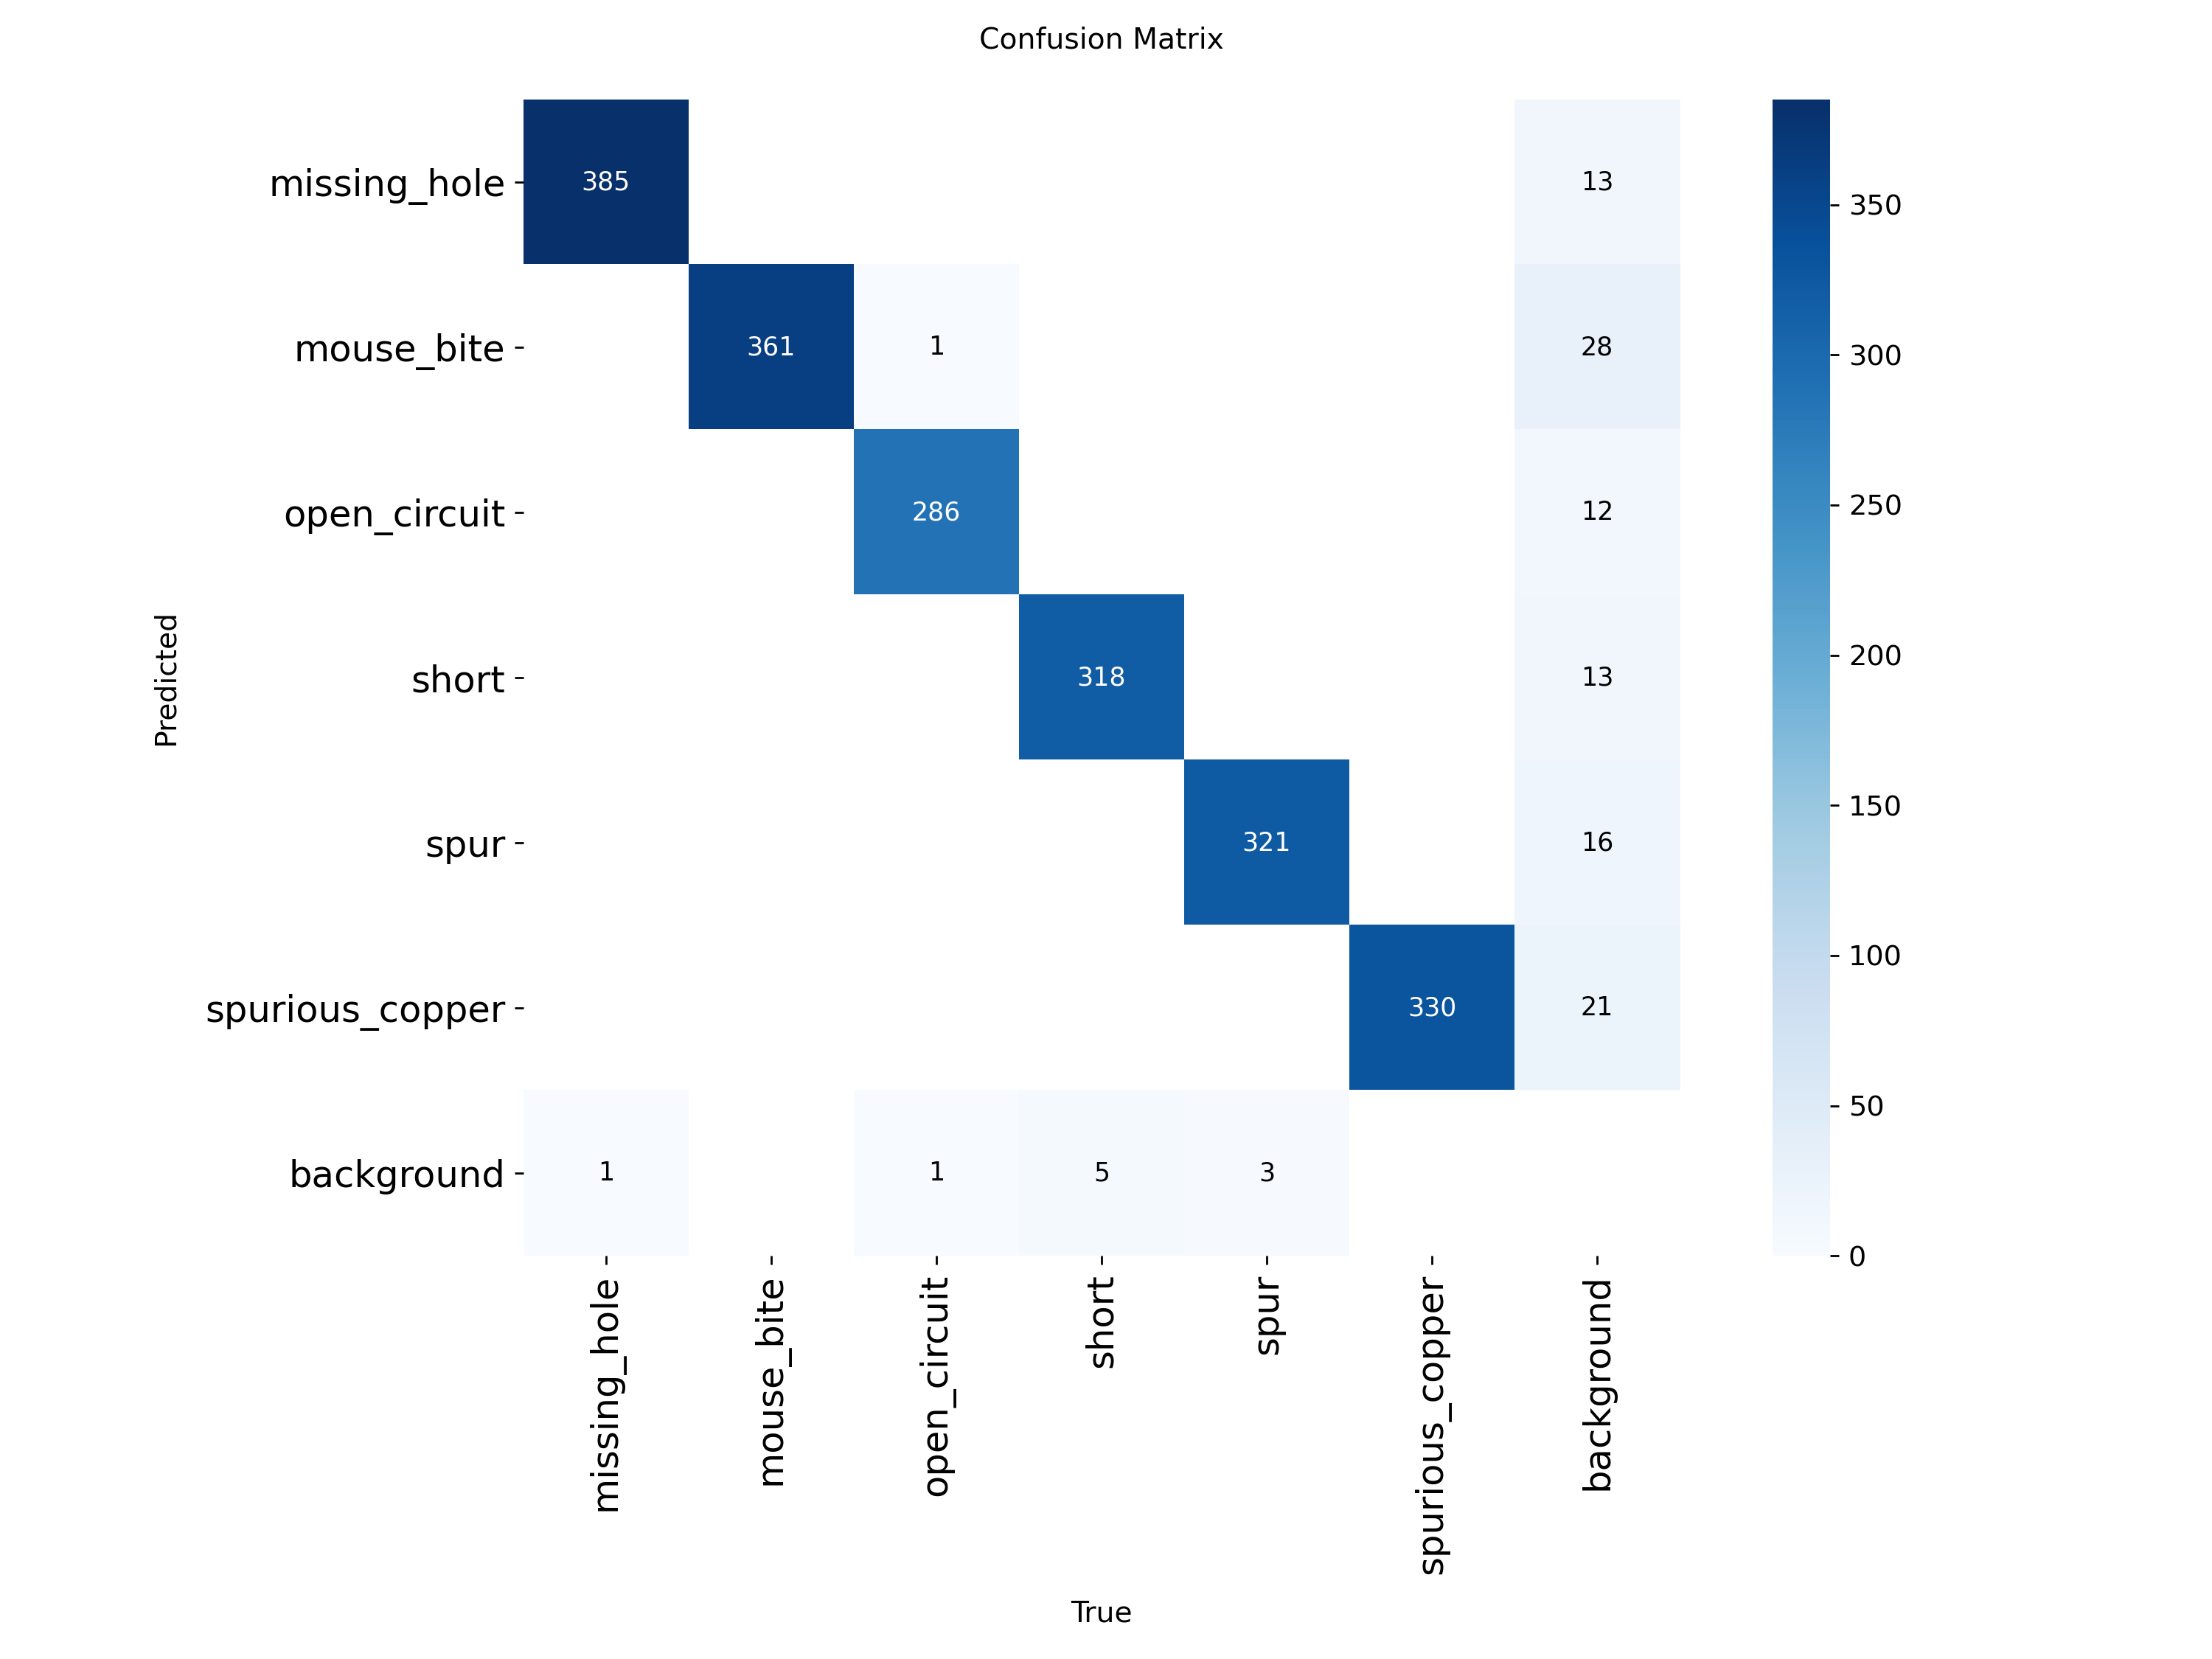 Confusion Matrix
missing_hole 385 13
mouse_bite 361 1 28
open_circuit 286 12
short 318 13
spur 321 16
spurious_copper 330 21
background 1 1 5 3
missing_hole mouse_bite open_circuit short spur spurious_copper background
True
Predicted
350
300
250
200
150
100
50
0